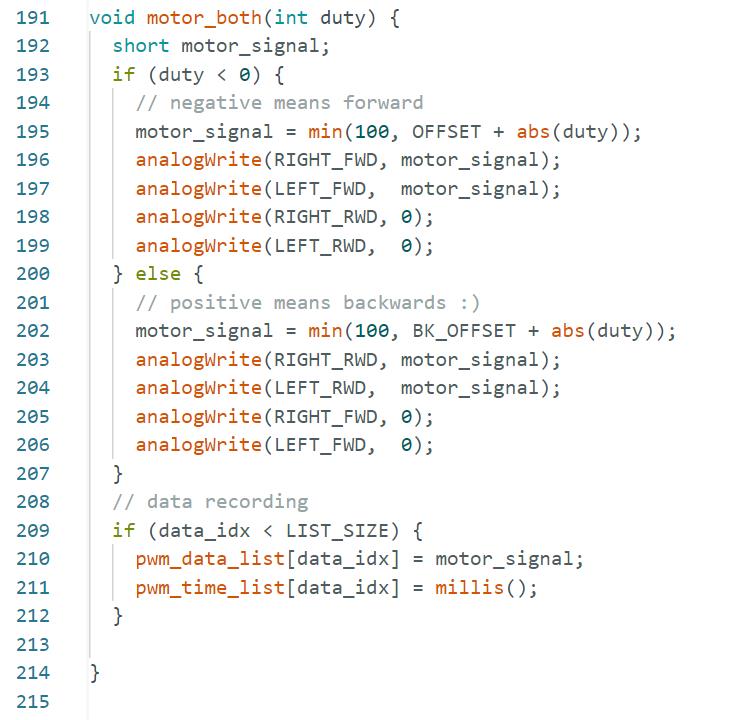 191 void motor_both(int duty) {
192   short motor_signal;
193   if (duty < 0) {
194     // negative means forward
195     motor_signal = min(100, OFFSET + abs(duty));
196     analogWrite(RIGHT_FWD, motor_signal);
197     analogWrite(LEFT_FWD,  motor_signal);
198     analogWrite(RIGHT_RWD, 0);
199     analogWrite(LEFT_RWD,  0);
200   } else {
201     // positive means backwards :)
202     motor_signal = min(100, BK_OFFSET + abs(duty));
203     analogWrite(RIGHT_RWD, motor_signal);
204     analogWrite(LEFT_RWD,  motor_signal);
205     analogWrite(RIGHT_FWD, 0);
206     analogWrite(LEFT_FWD,  0);
207   }
208   // data recording
209   if (data_idx < LIST_SIZE) {
210     pwm_data_list[data_idx] = motor_signal;
211     pwm_time_list[data_idx] = millis();
212   }
213
214 }
215